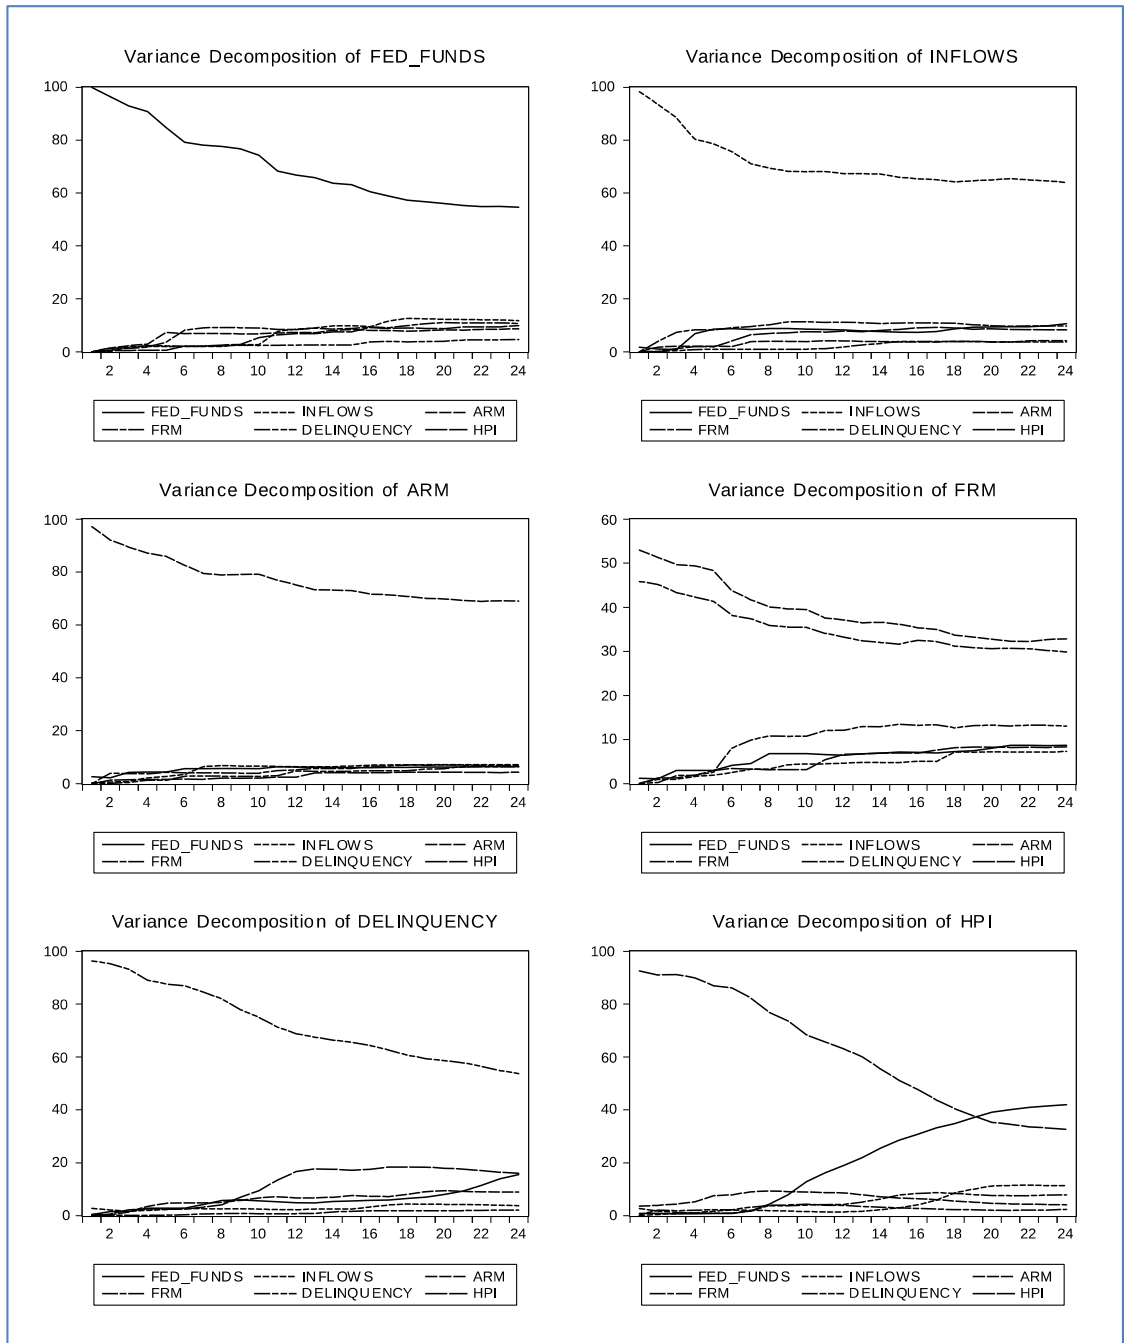 Variance Decomposition of FED_FUNDS
100
80
60
40
20
0
2 4 6 8 10 12 14 16 18 20 22 24
FED_FUNDS INFLOWS ARM
FRM DELINQUENCY HPI
Variance Decomposition of INFLOWS
100
80
60
40
20
0
2 4 6 8 10 12 14 16 18 20 22 24
FED_FUNDS INFLOWS ARM
FRM DELINQUENCY HPI
Variance Decomposition of ARM
100
80
60
40
20
0
2 4 6 8 10 12 14 16 18 20 22 24
FED_FUNDS INFLOWS ARM
FRM DELINQUENCY HPI
Variance Decomposition of FRM
60
50
40
30
20
10
0
2 4 6 8 10 12 14 16 18 20 22 24
FED_FUNDS INFLOWS ARM
FRM DELINQUENCY HPI
Variance Decomposition of DELINQUENCY
100
80
60
40
20
0
2 4 6 8 10 12 14 16 18 20 22 24
FED_FUNDS INFLOWS ARM
FRM DELINQUENCY HPI
Variance Decomposition of HPI
100
80
60
40
20
0
2 4 6 8 10 12 14 16 18 20 22 24
FED_FUNDS INFLOWS ARM
FRM DELINQUENCY HPI